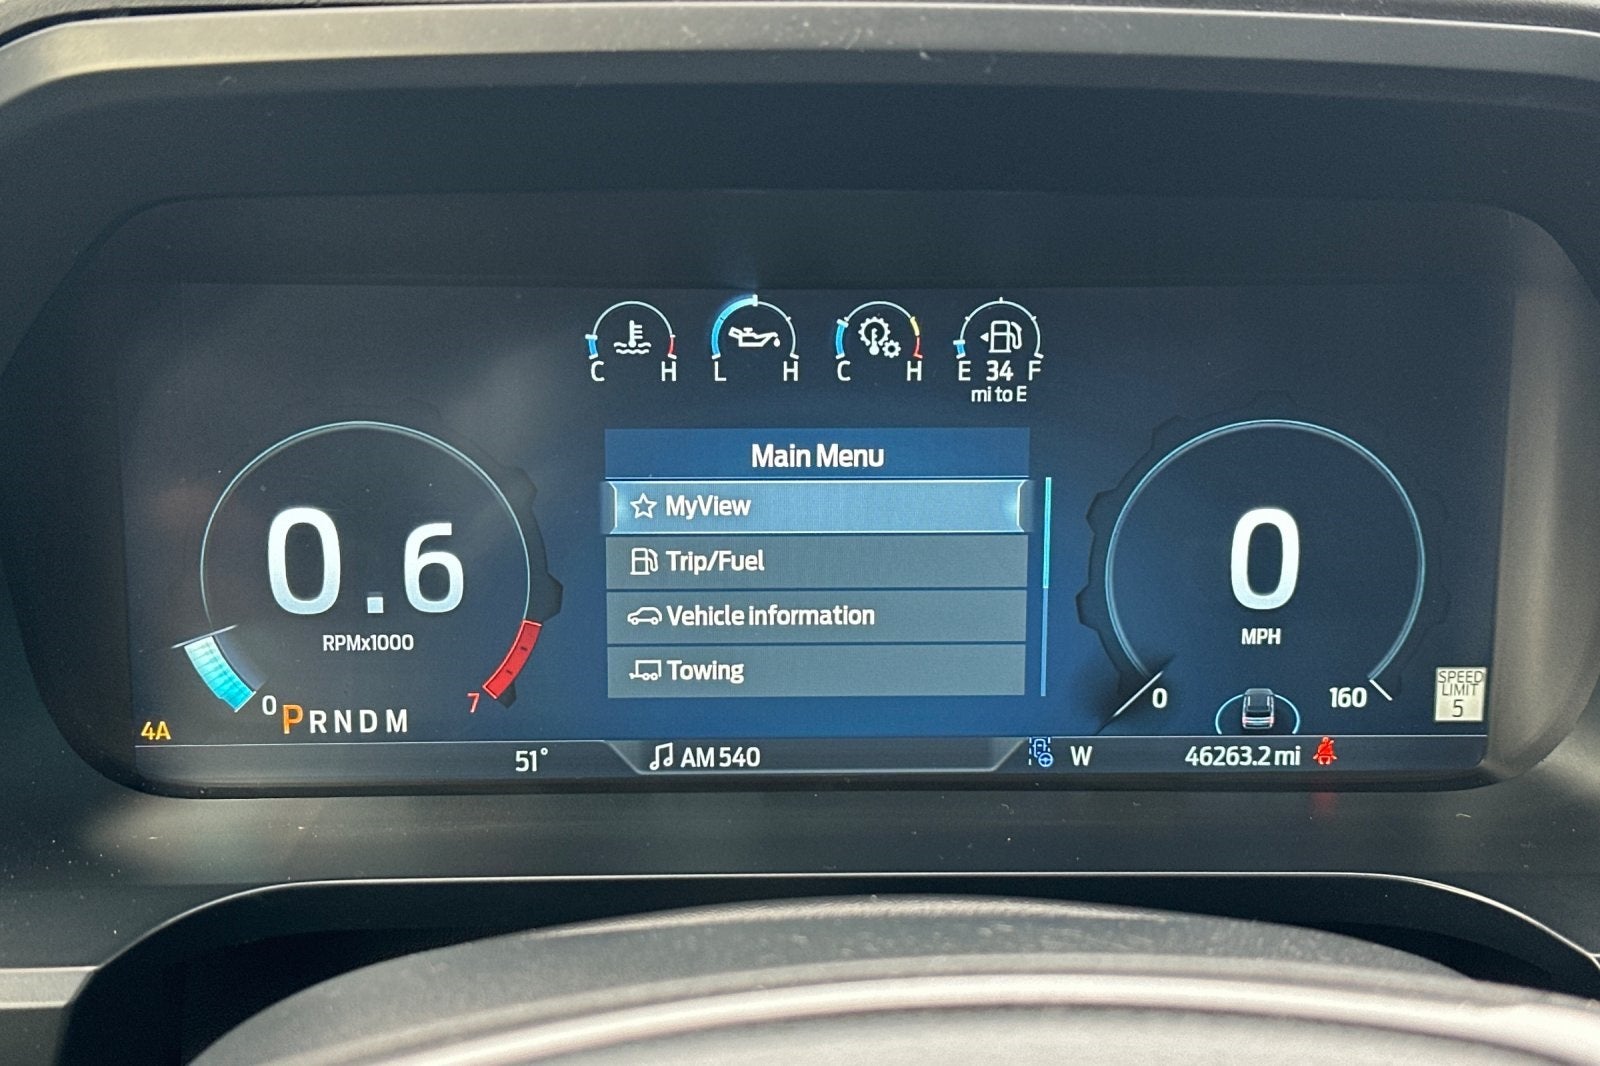 C H
L H
C H
E 34 F
mi to E
Main Menu
MyView
Trip/Fuel
Vehicle information
Towing
0.6
RPMx1000
0
7
PRNDM
4A
0
MPH
0
160
SPEED
LIMIT
5
51°
AM 540
W
46263.2 mi